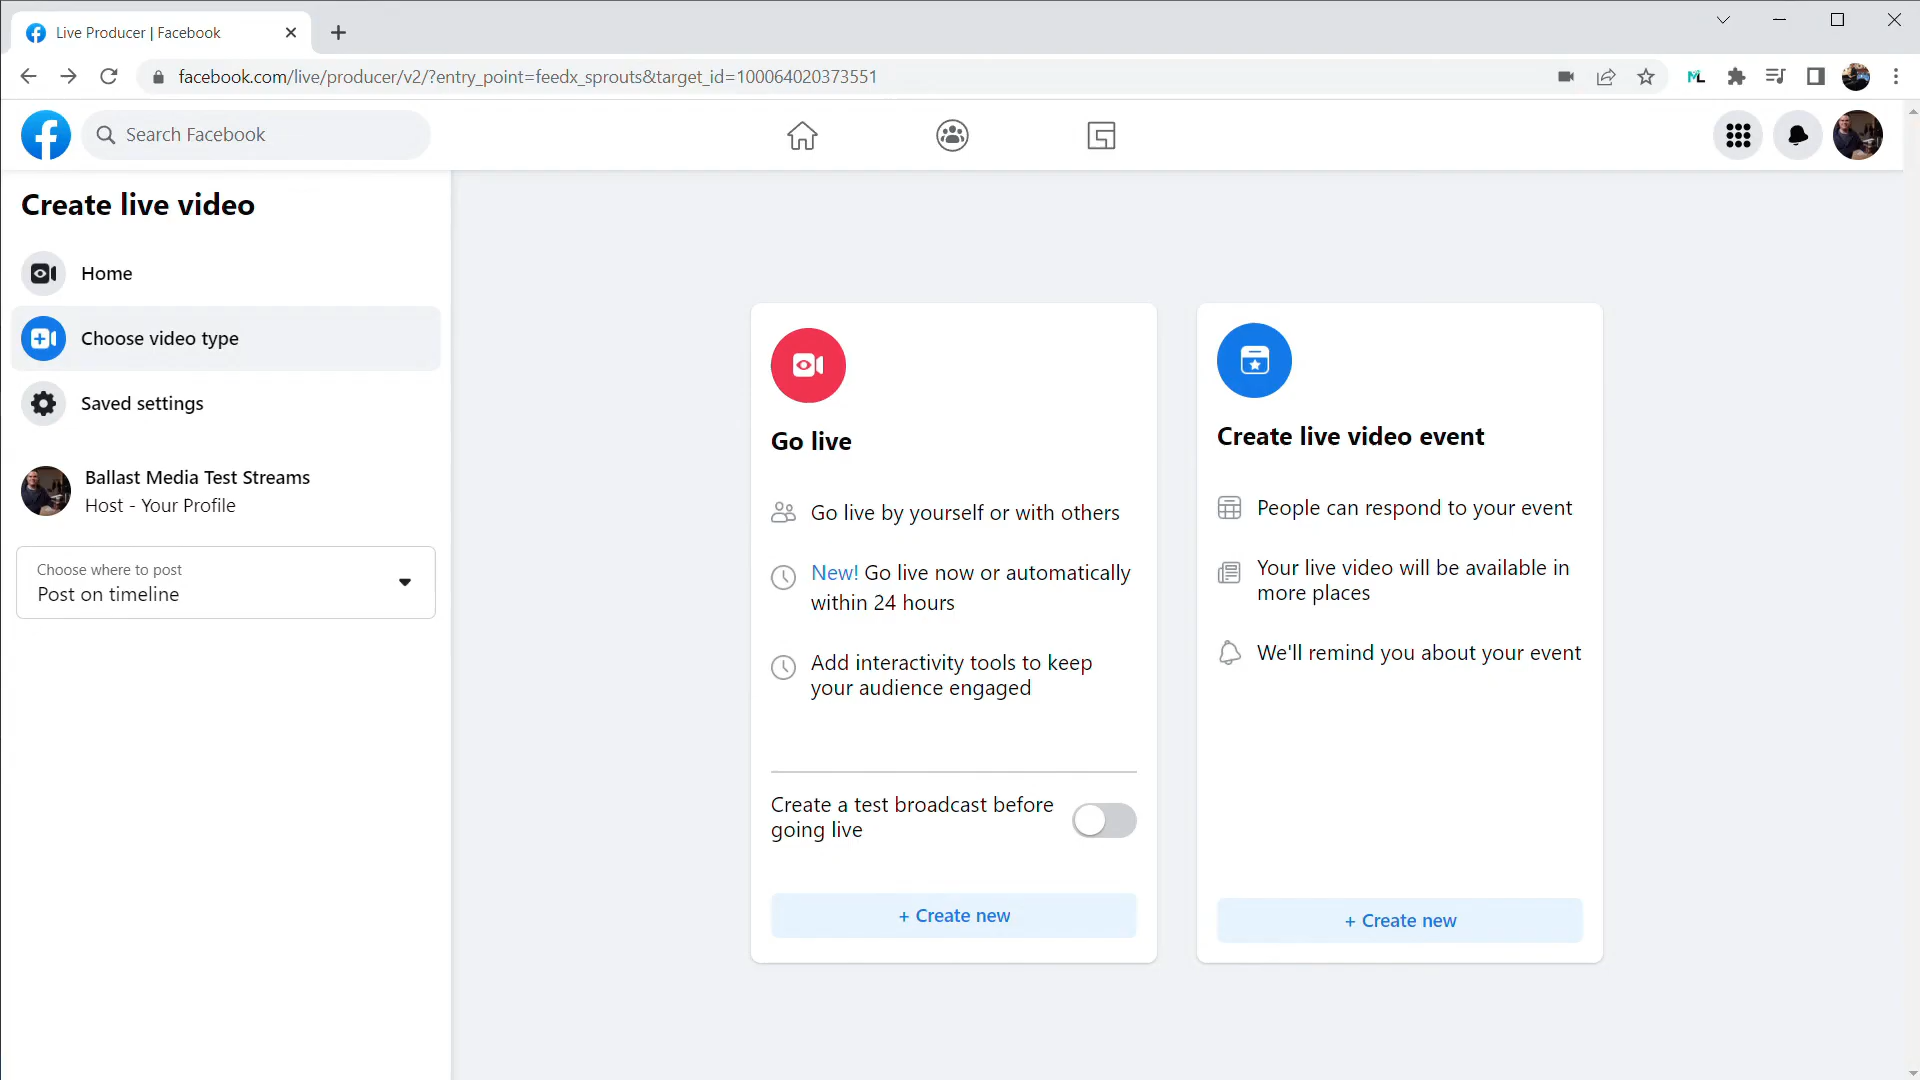 Live Producer | Facebook
facebook.com/live/producer/v2/?entry_point=feedx_sprouts&target_id=100064020373551
ML
Search Facebook
Create live video
Home
Choose video type
Saved settings
Ballast Media Test Streams
Host - Your Profile
Choose where to post
Post on timeline
Go live
Go live by yourself or with others
New! Go live now or automatically
within 24 hours
Add interactivity tools to keep
your audience engaged
Create a test broadcast before
going live
+ Create new
Create live video event
People can respond to your event
Your live video will be available in
more places
We'll remind you about your event
+ Create new